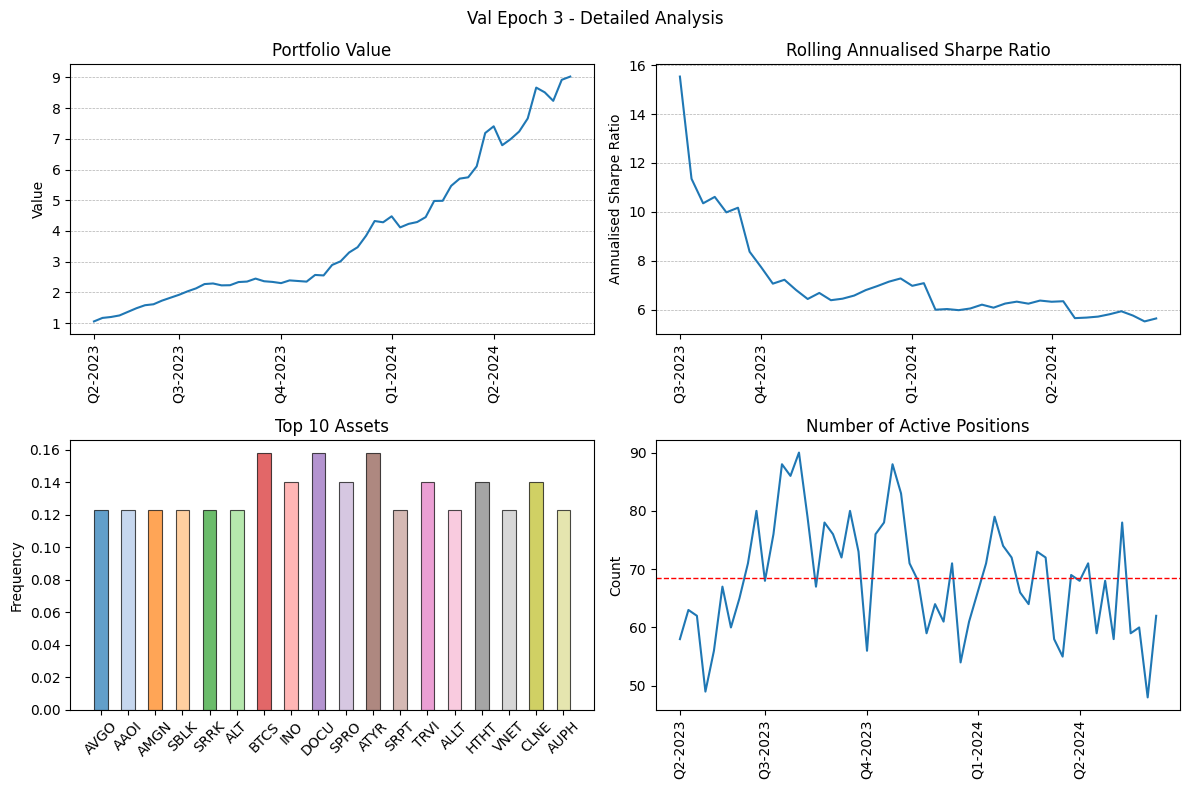 Val Epoch 3 - Detailed Analysis
Portfolio Value
Value
9
8
7
6
5
4
3
2
1
Q2-2023
Q3-2023
Q4-2023
Q1-2024
Q2-2024
Rolling Annualised Sharpe Ratio
Annualised Sharpe Ratio
16
14
12
10
8
6
Q3-2023
Q4-2023
Q1-2024
Q2-2024
Top 10 Assets
Frequency
0.16
0.14
0.12
0.10
0.08
0.06
0.04
0.02
0.00
AVGO
AAOI
AMGN
SBLK
SRRK
ALT
BTCS
INO
DOCU
SPRO
ATYR
SRPT
TRVI
ALLT
HTHT
VNET
CLNE
AUPH
Number of Active Positions
Count
90
80
70
60
50
Q2-2023
Q3-2023
Q4-2023
Q1-2024
Q2-2024